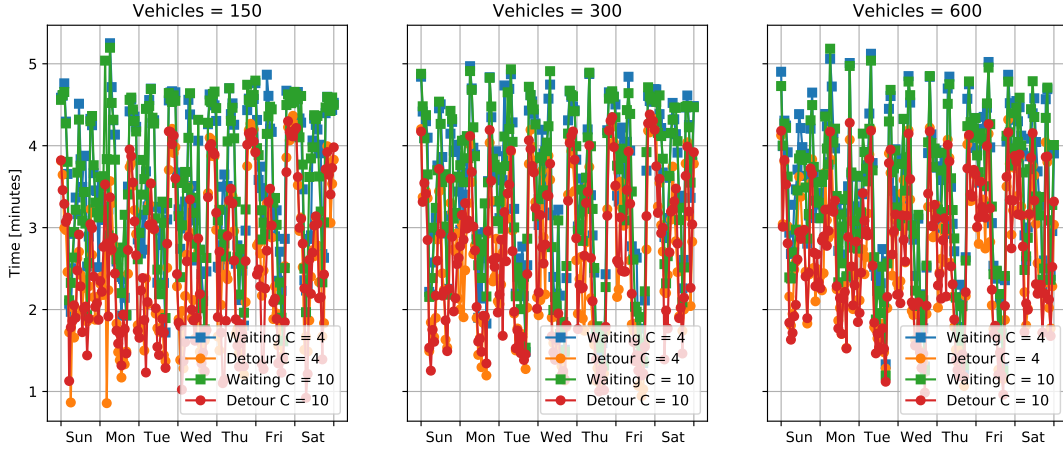 Vehicles = 150
Vehicles = 300
Vehicles = 600
Time [minutes]
5
4
3
2
1
Waiting C = 4
Detour C = 4
Waiting C = 10
Detour C = 10
Waiting C = 4
Detour C = 4
Waiting C = 10
Detour C = 10
Waiting C = 4
Detour C = 4
Waiting C = 10
Detour C = 10
Sun Mon Tue Wed Thu Fri Sat
Sun Mon Tue Wed Thu Fri Sat
Sun Mon Tue Wed Thu Fri Sat